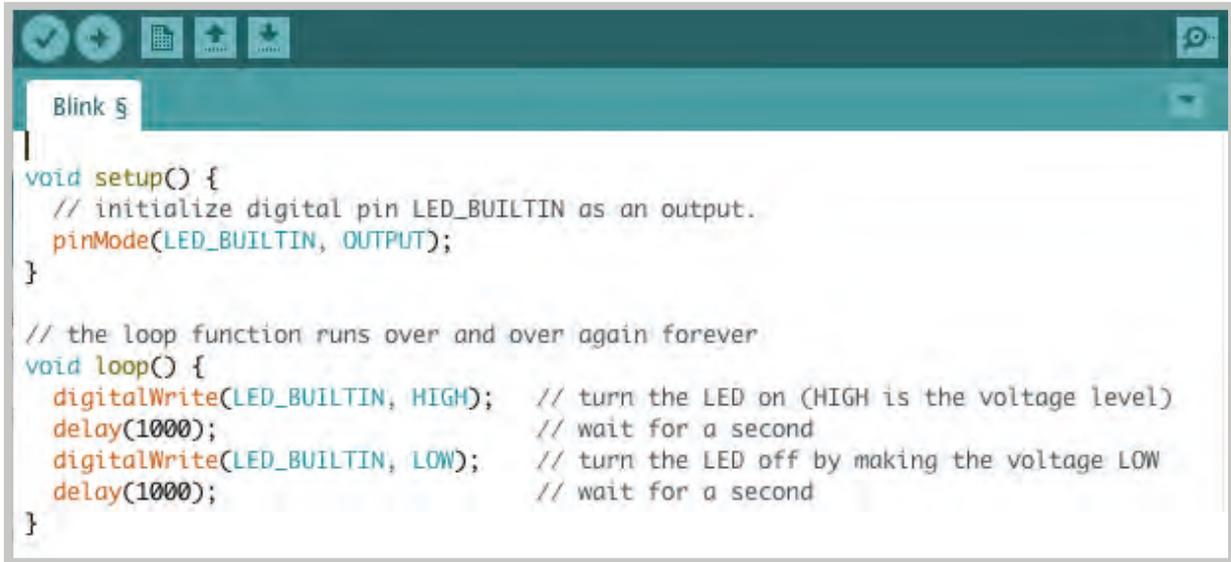 Blink §
void setup() {
  // initialize digital pin LED_BUILTIN as an output.
  pinMode(LED_BUILTIN, OUTPUT);
}
// the loop function runs over and over again forever
void loop() {
  digitalWrite(LED_BUILTIN, HIGH);   // turn the LED on (HIGH is the voltage level)
  delay(1000);                       // wait for a second
  digitalWrite(LED_BUILTIN, LOW);    // turn the LED off by making the voltage LOW
  delay(1000);                       // wait for a second
}